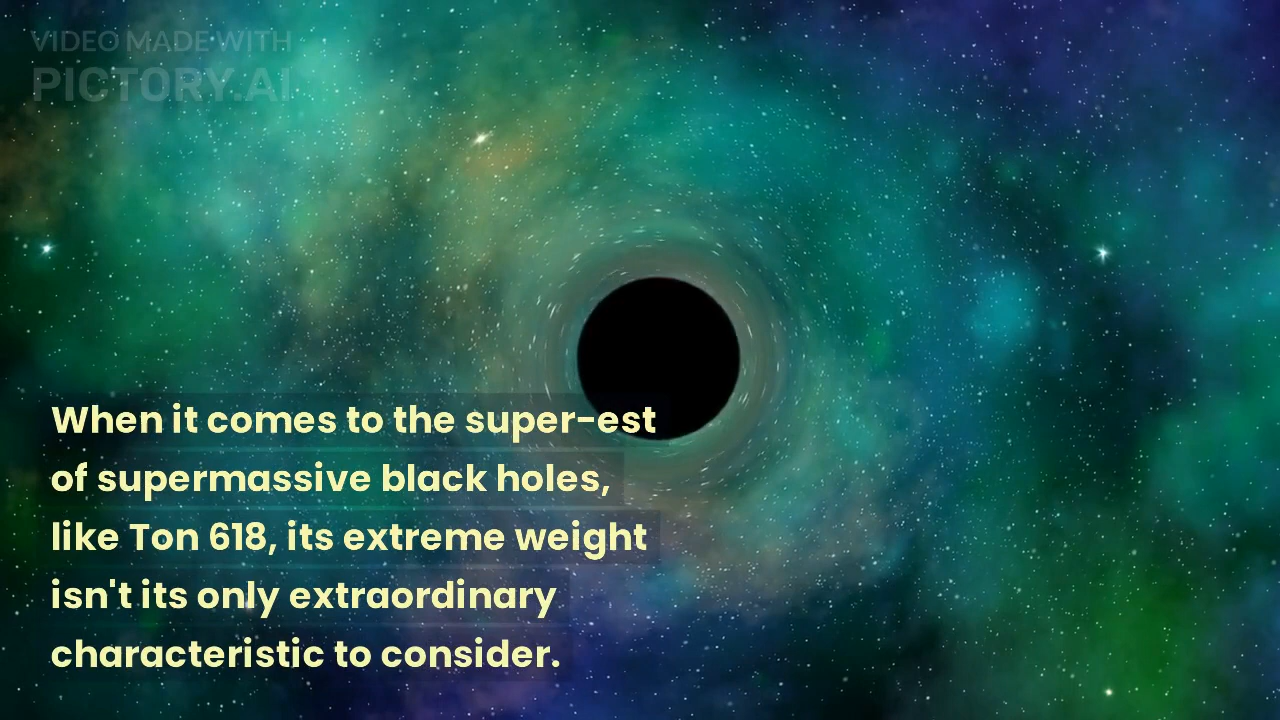 VIDEO MADE WITH
PICTORY.AI
When it comes to the super-est
of supermassive black holes,
like Ton 618, its extreme weight
isn't its only extraordinary
characteristic to consider.